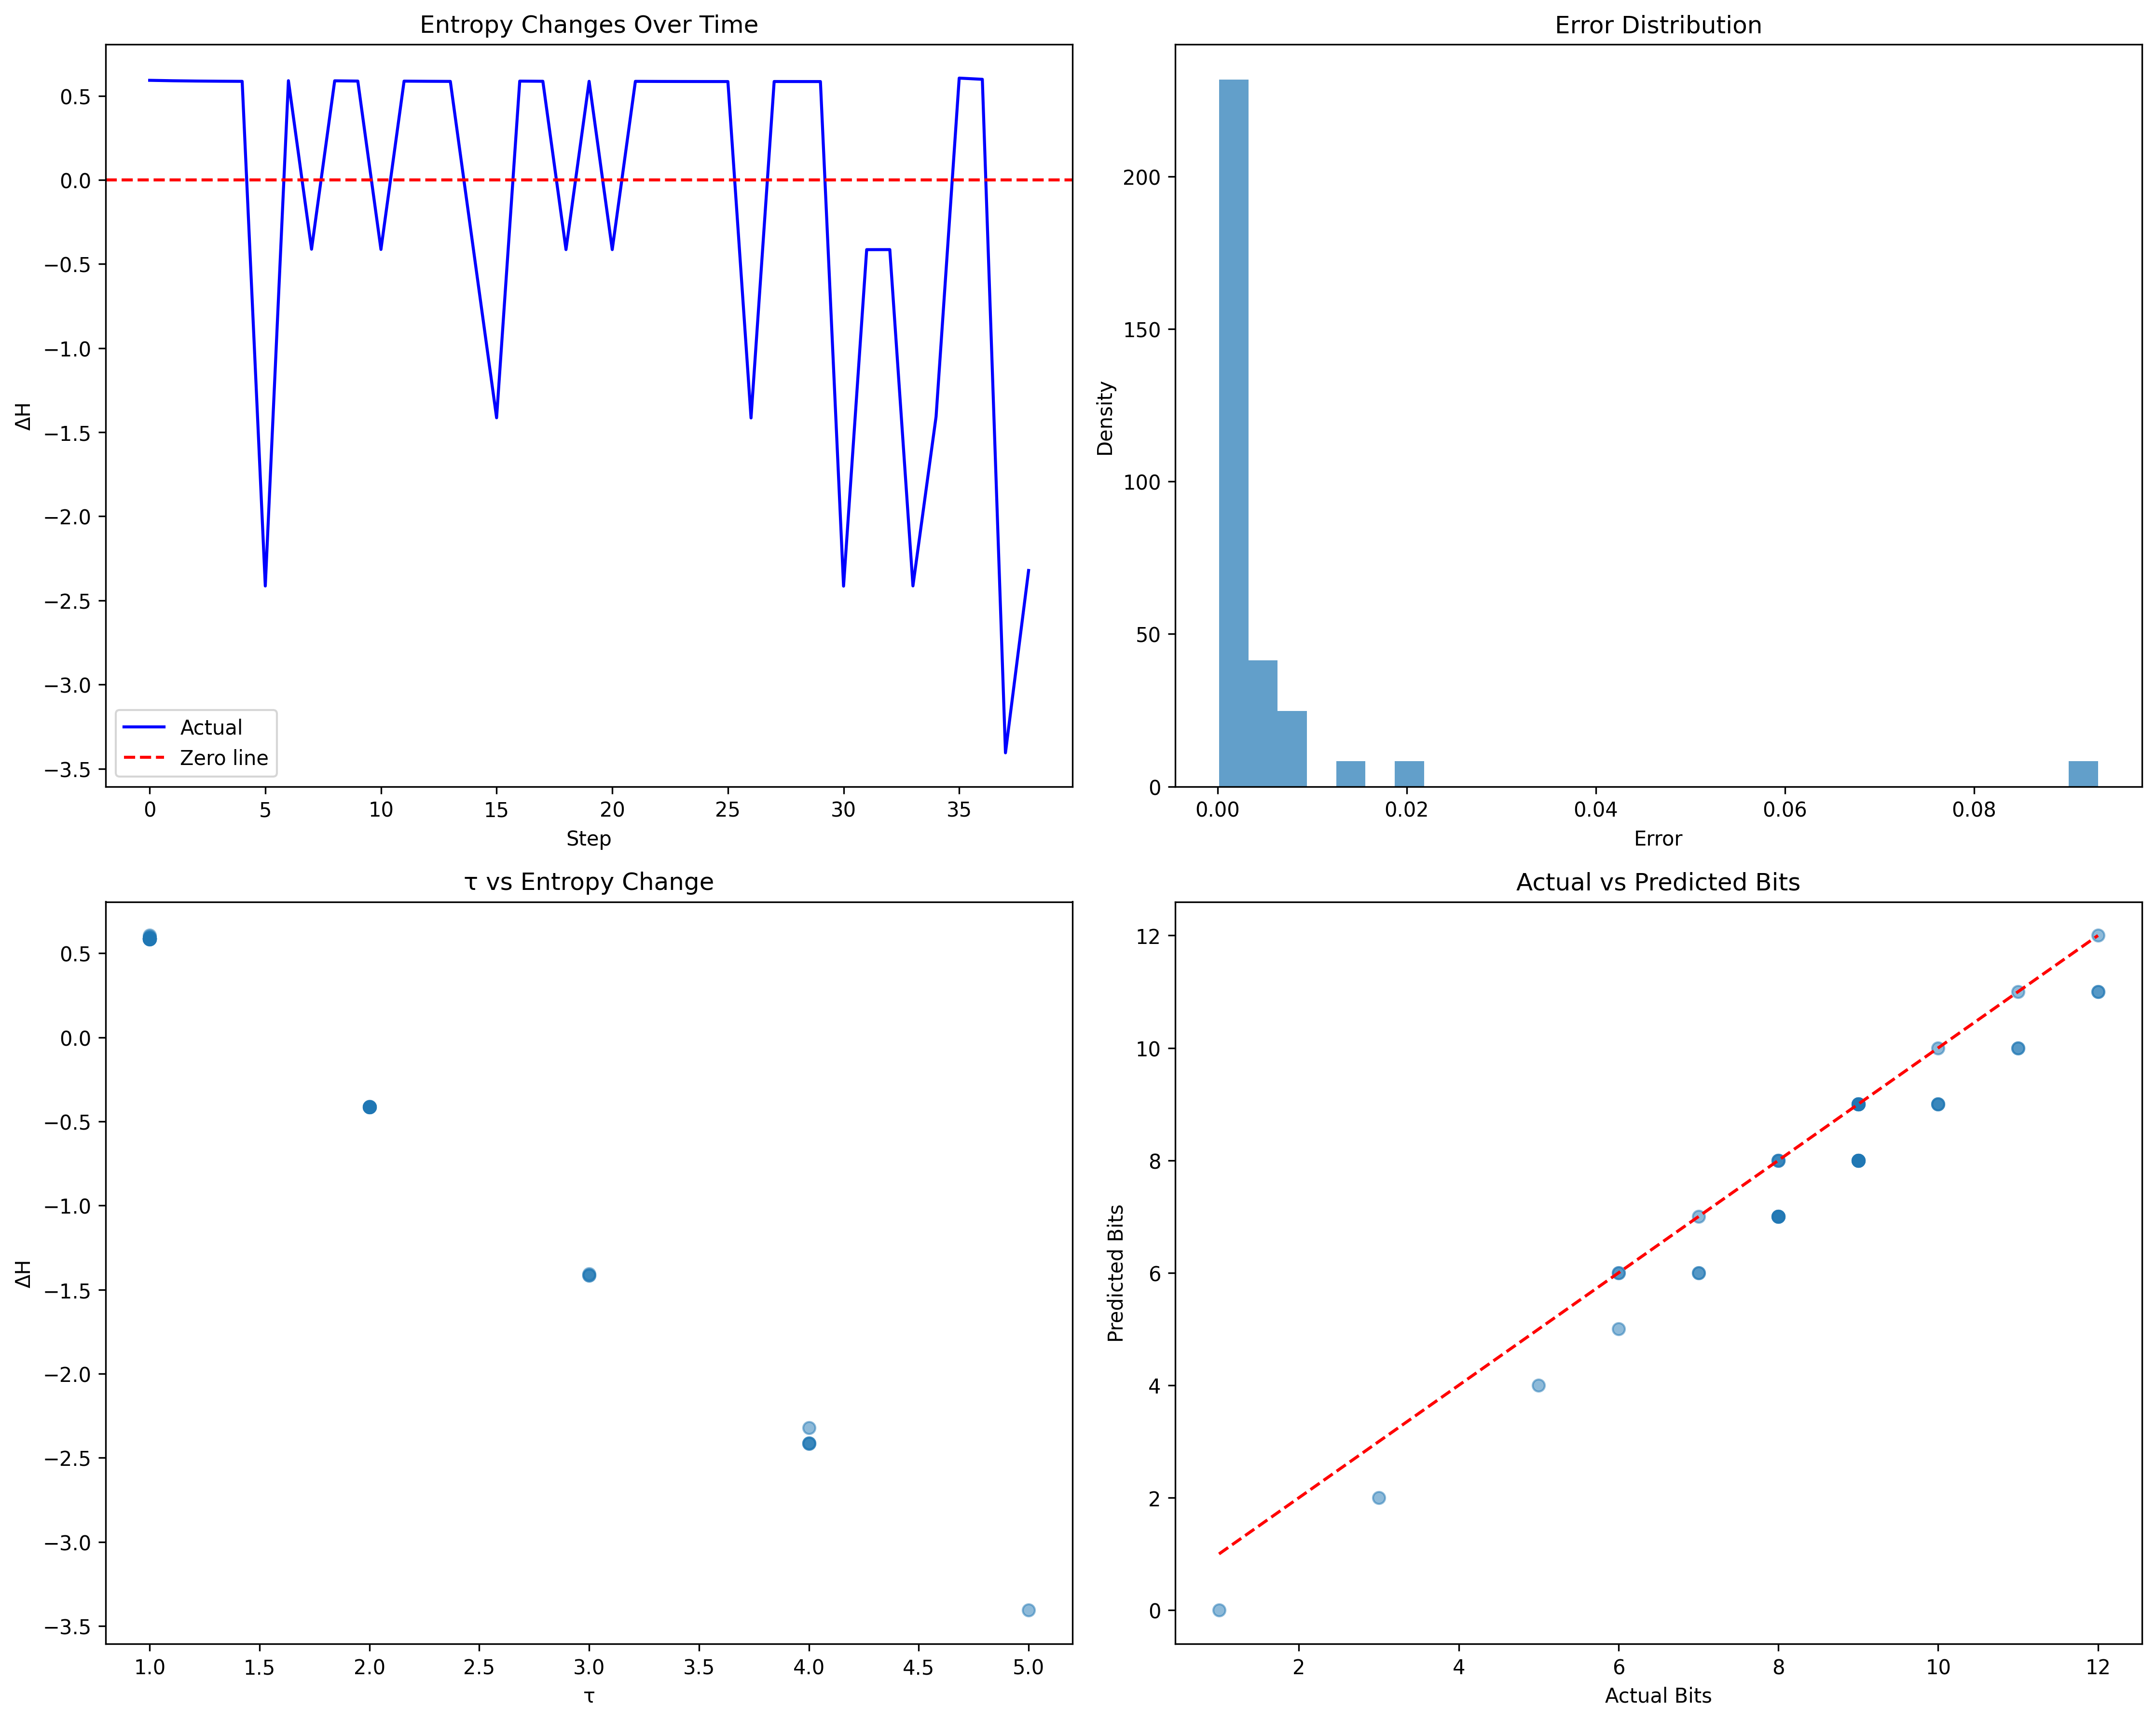 Entropy Changes Over Time
0.5
0.0
−0.5
−1.0
−1.5
−2.0
−2.5
−3.0
−3.5
ΔH
Actual
Zero line
0 5 10 15 20 25 30 35
Step
Error Distribution
200
150
100
50
0
Density
0.00 0.02 0.04 0.06 0.08
Error
τ vs Entropy Change
0.5
0.0
−0.5
−1.0
−1.5
−2.0
−2.5
−3.0
−3.5
ΔH
1.0 1.5 2.0 2.5 3.0 3.5 4.0 4.5 5.0
τ
Actual vs Predicted Bits
12
10
8
6
4
2
0
Predicted Bits
2 4 6 8 10 12
Actual Bits